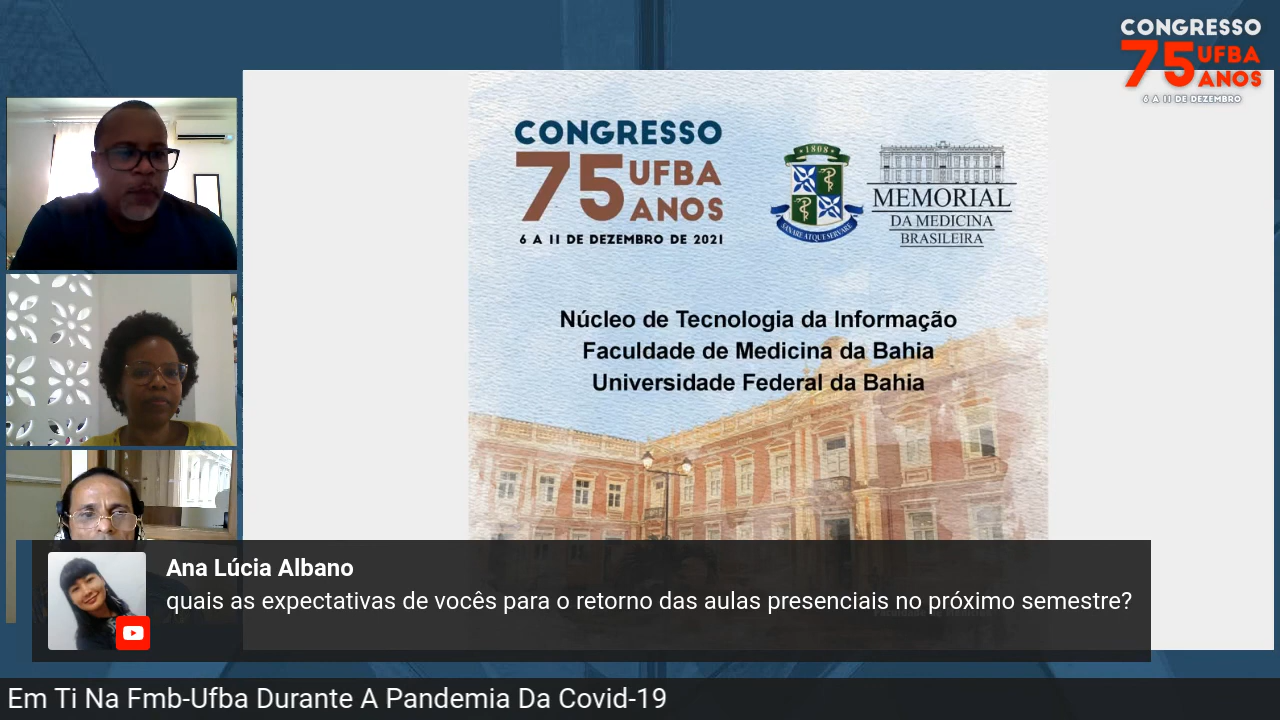 CONGRESSO
75 UFBA
ANOS
6 A 11 DE DEZEMBRO
CONGRESSO
75 UFBA
ANOS
6 A 11 DE DEZEMBRO DE 2021
1808
SANARE ATQUE SERVARE
MEMORIAL
DA MEDICINA
BRASILEIRA
Núcleo de Tecnologia da Informação
Faculdade de Medicina da Bahia
Universidade Federal da Bahia
Ana Lúcia Albano
quais as expectativas de vocês para o retorno das aulas presenciais no próximo semestre?
Em Ti Na Fmb-Ufba Durante A Pandemia Da Covid-19